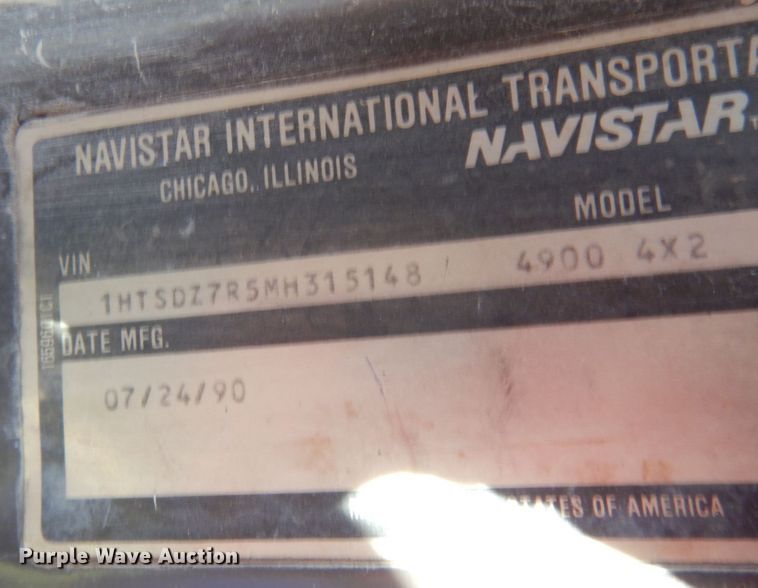 NAVISTAR INTERNATIONAL TRANSPORTA
CHICAGO, ILLINOIS
NAVISTAR
VIN
MODEL
1HTSDZ7R5MH315148
4900 4X2
DATE MFG.
07/24/90
STATES OF AMERICA
Purple Wave Auction